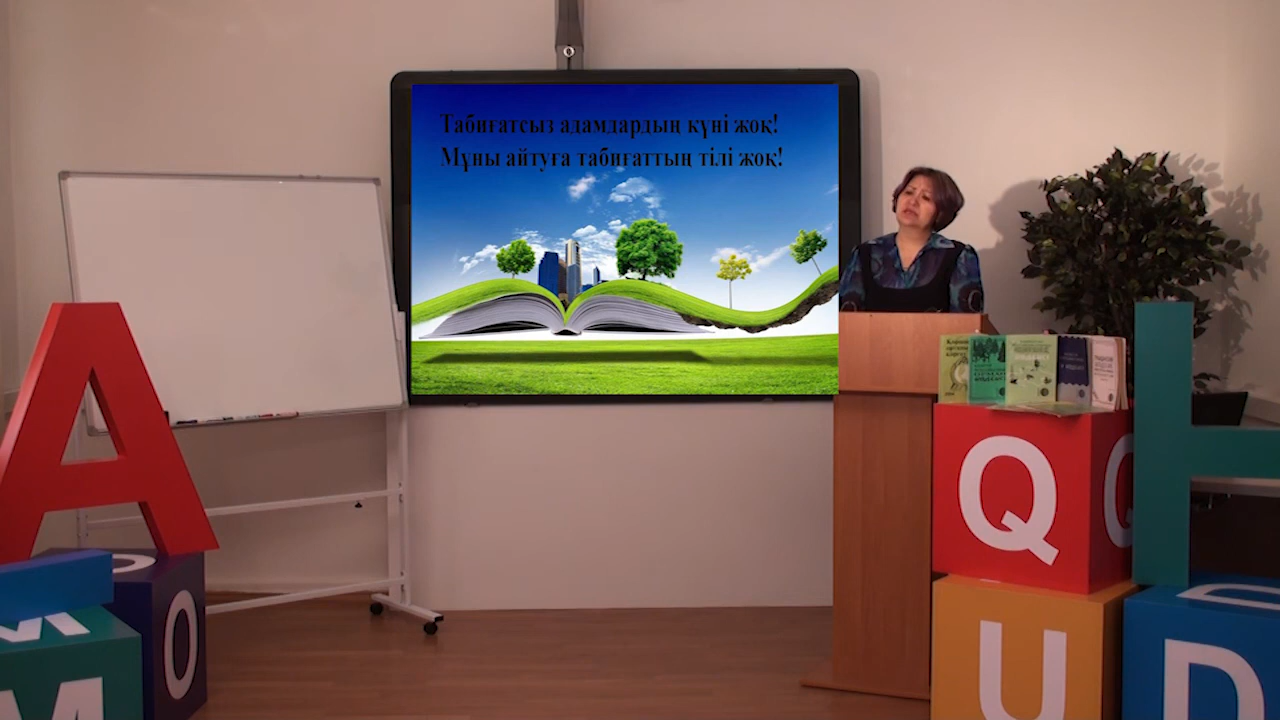 Табиғатсыз адамдардың күні жоқ!
Мұны айтуға табиғаттың тілі жоқ!
A
Q
Q
U
D
D
O
O
M
M